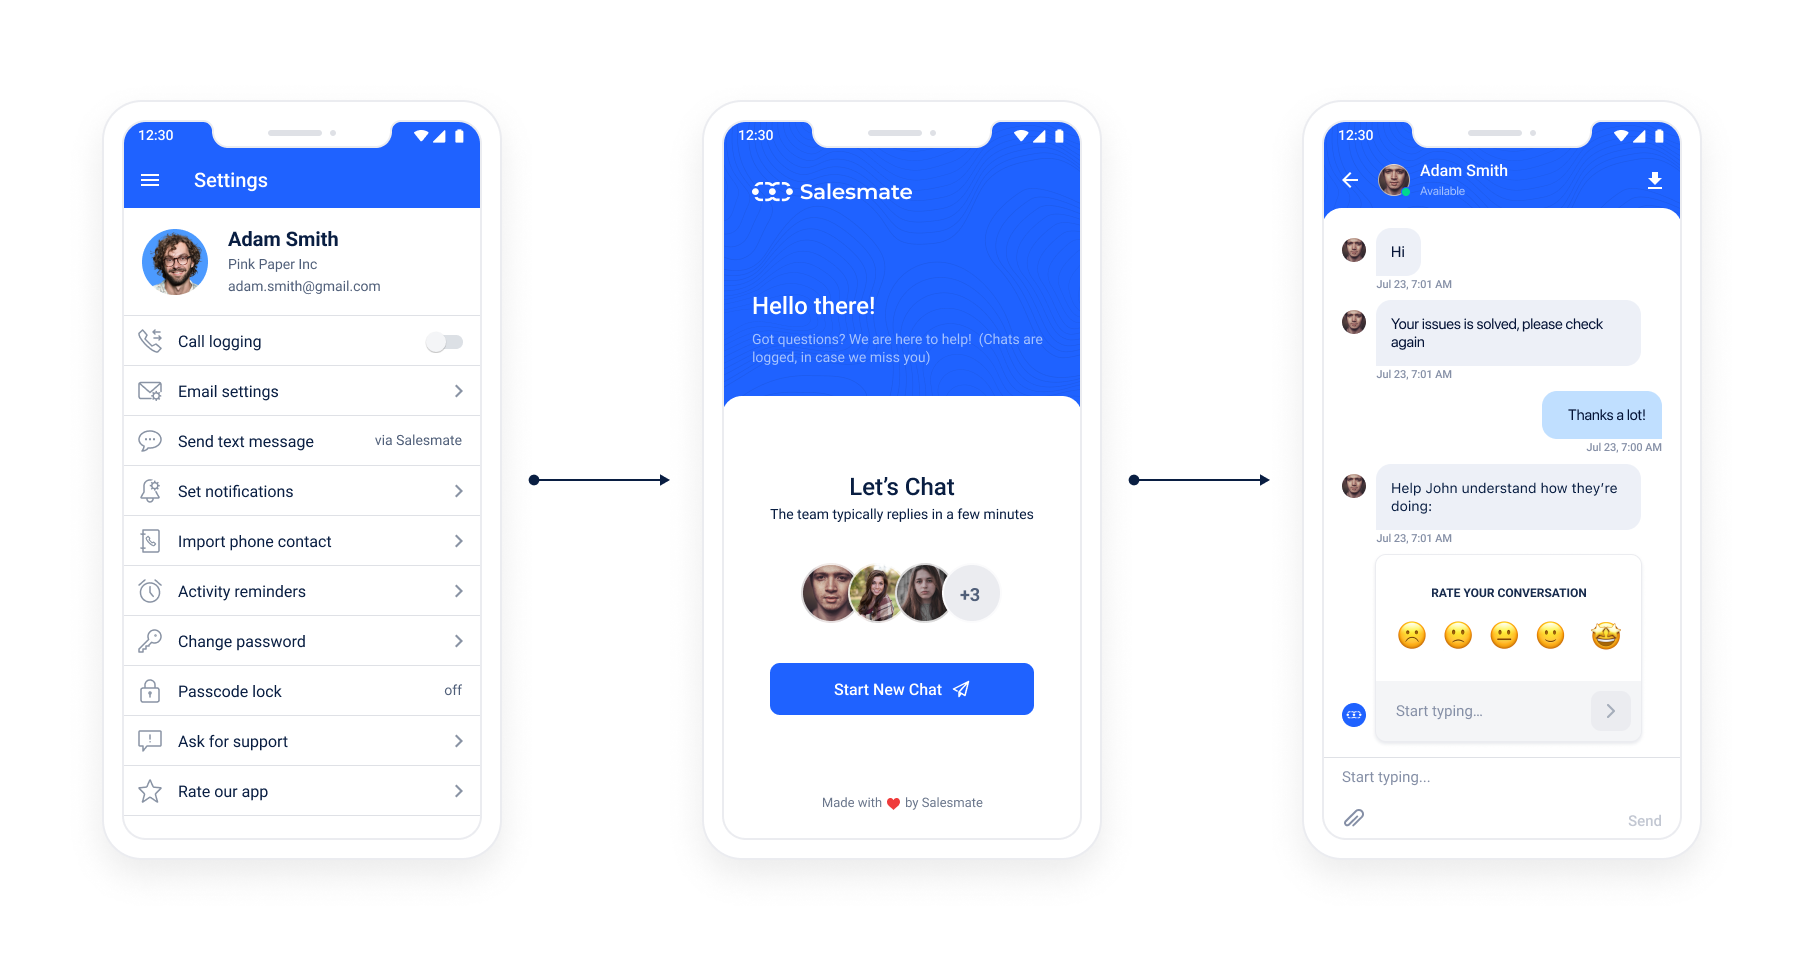 12:30
Settings
Adam Smith
Pink Paper Inc
adam.smith@gmail.com
Call logging
Email settings
Send text message via Salesmate
Set notifications
Import phone contact
Activity reminders
Change password
Passcode lock off
Ask for support
Rate our app
12:30
Salesmate
Hello there!
Got questions? We are here to help! (Chats are
logged, in case we miss you)
Let's Chat
The team typically replies in a few minutes
+3
Start New Chat
Made with ❤ by Salesmate
12:30
Adam Smith
Available
Hi
Jul 23, 7:01 AM
Your issues is solved, please check
again
Jul 23, 7:01 AM
Thanks a lot!
Jul 23, 7:00 AM
Help John understand how they're
doing:
Jul 23, 7:01 AM
RATE YOUR CONVERSATION
Start typing...
Start typing...
Send